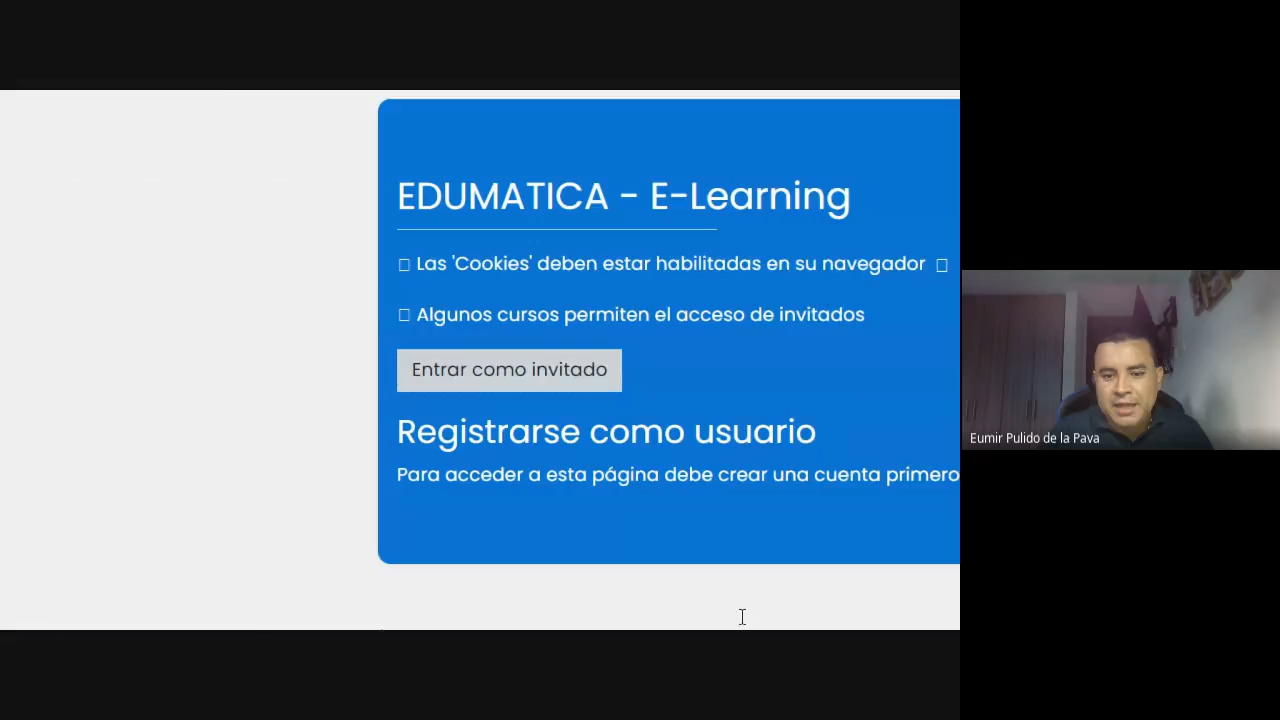 EDUMATICA - E-Learning
Las 'Cookies' deben estar habilitadas en su navegador
Algunos cursos permiten el acceso de invitados
Entrar como invitado
Registrarse como usuario
Para acceder a esta página debe crear una cuenta primero
Eumir Pulido de la Pava